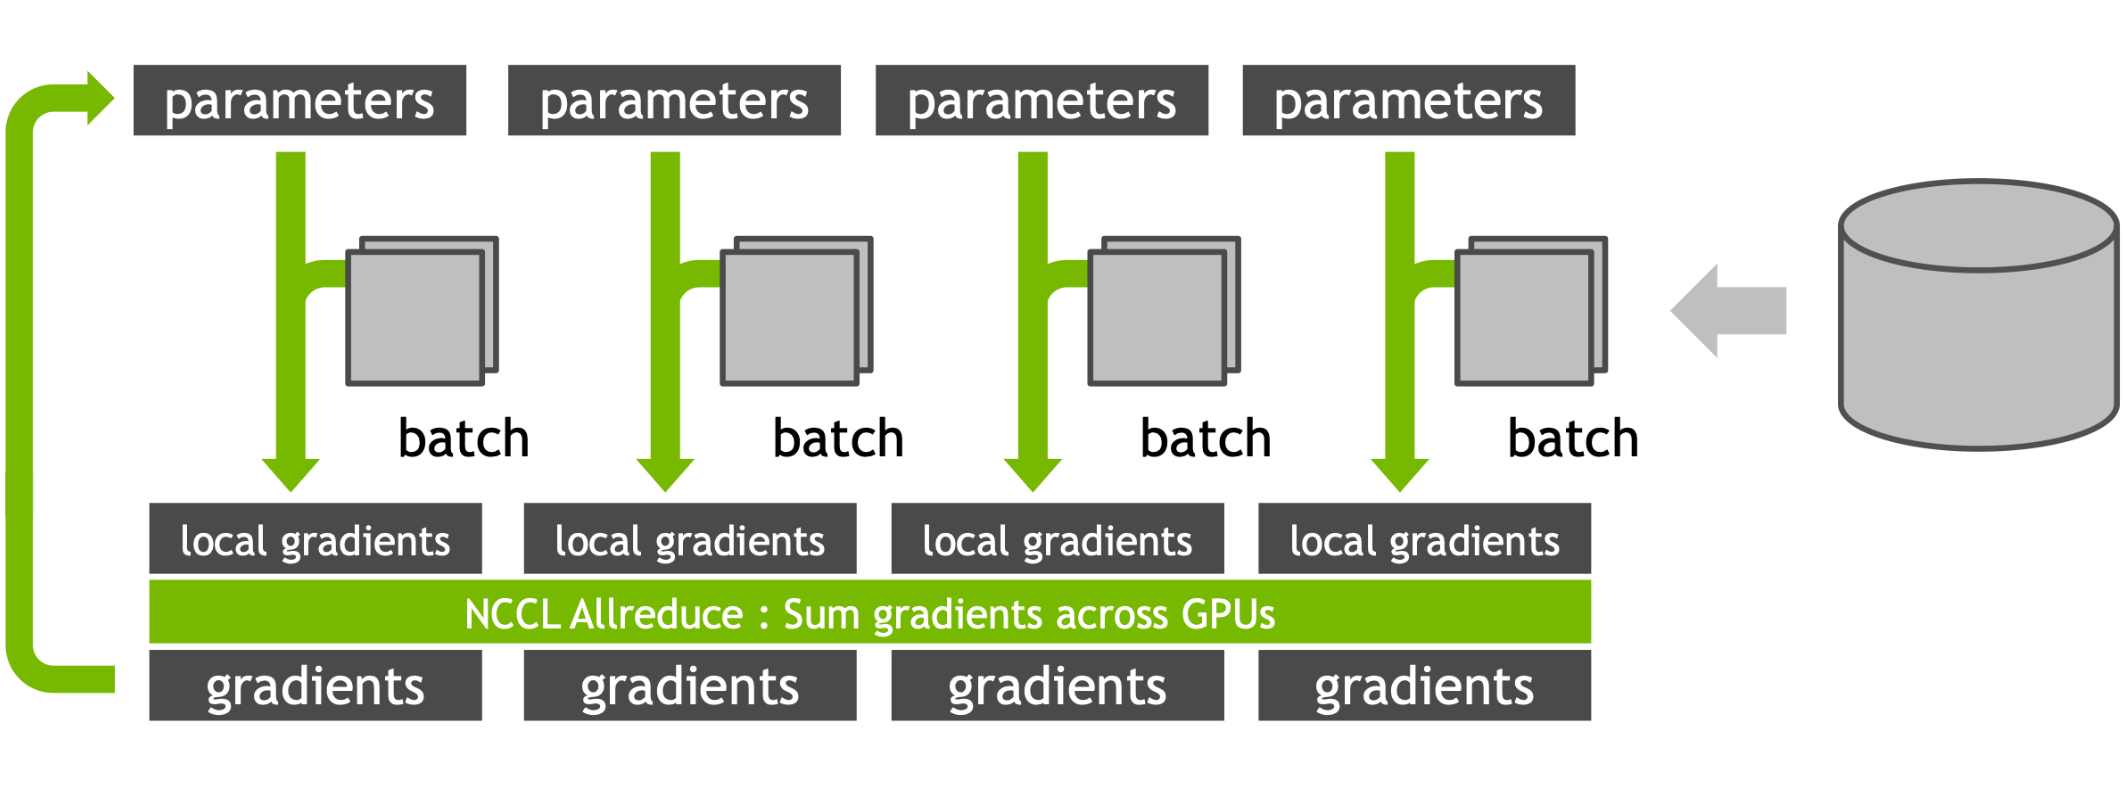 parameters parameters parameters parameters
batch batch batch batch
local gradients local gradients local gradients local gradients
NCCL Allreduce : Sum gradients across GPUs
gradients gradients gradients gradients